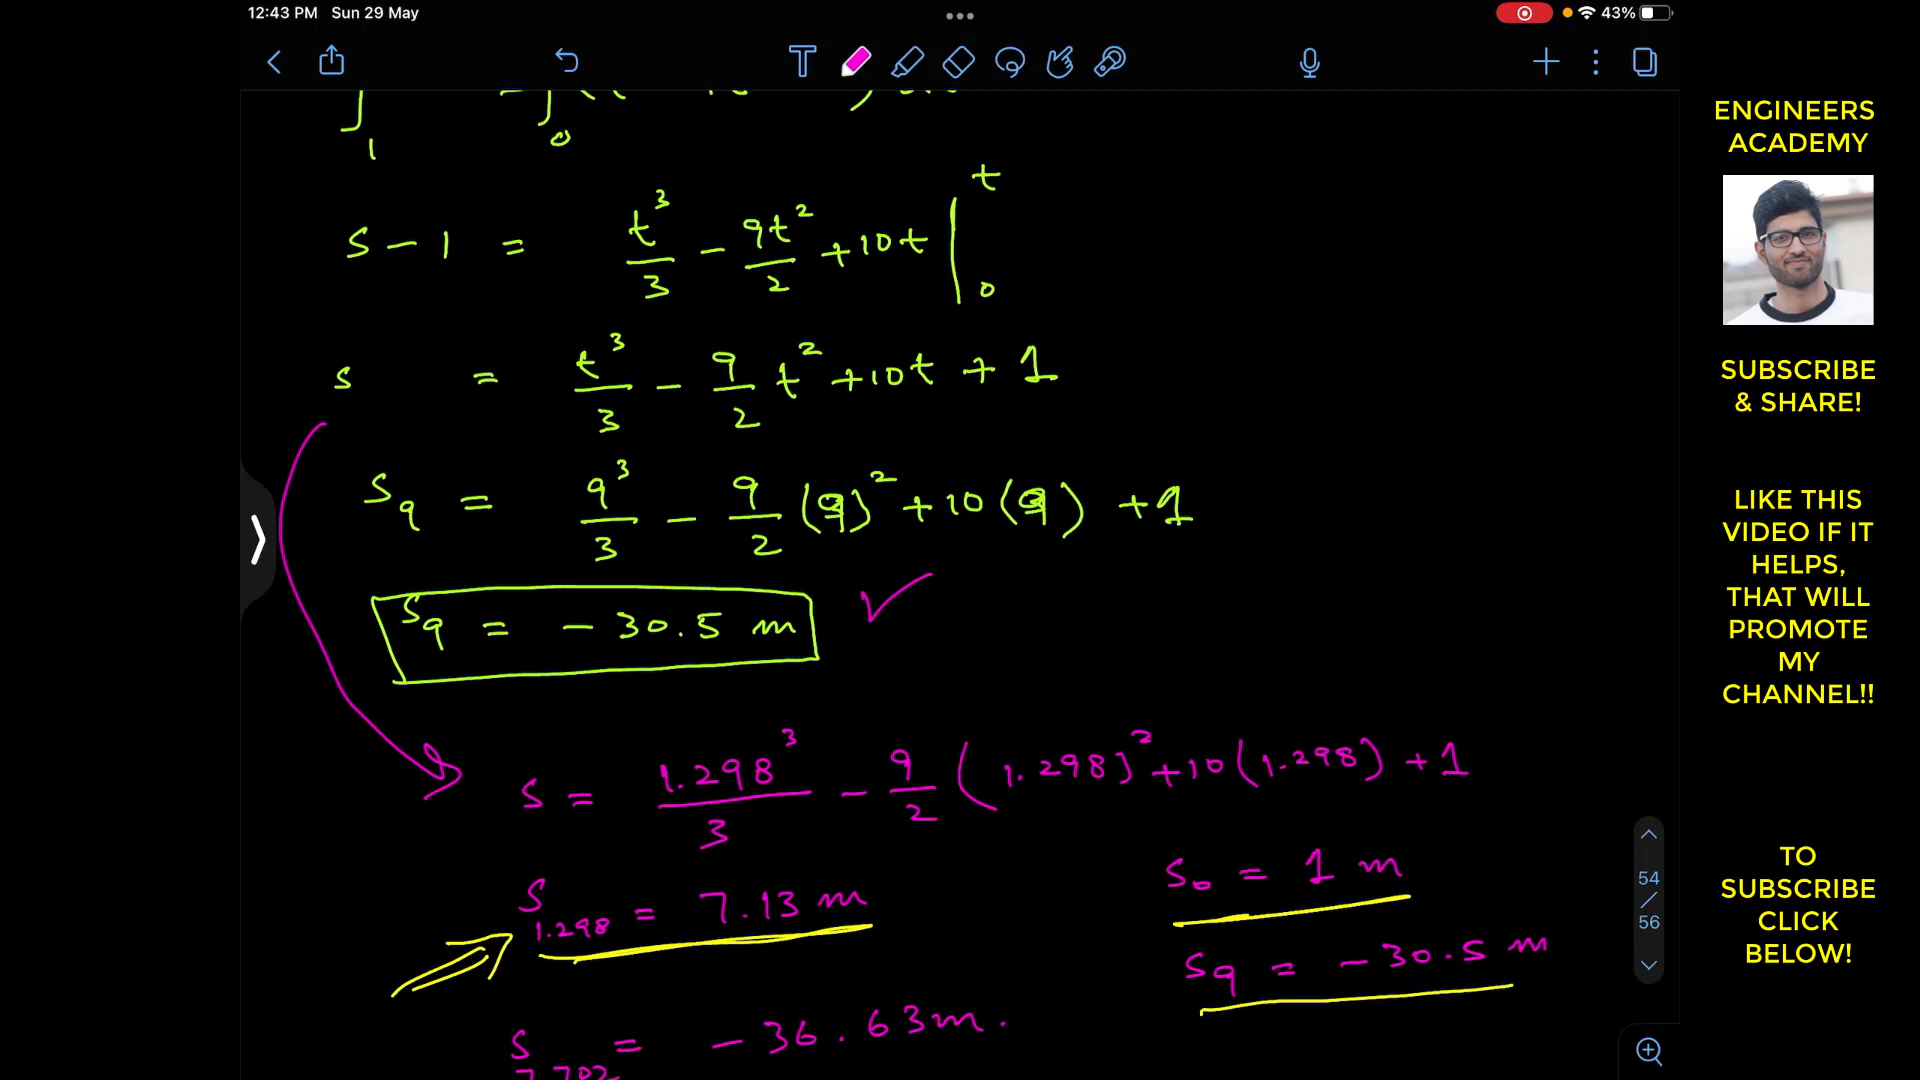 12:43 PM Sun 29 May
43%
∫₁ = ∫₀
s - 1 = t³/3 - 9t²/2 + 10t |₀ᵗ
s = t³/3 - 9/2 t² + 10t + 1
s₉ = 9³/3 - 9/2 (9)² + 10(9) + 1
s₉ = - 30.5 m
s = 1.298³/3 - 9/2 (1.298)² + 10(1.298) + 1
s₁.₂₉₈ = 7.13 m
s₀ = 1 m
s₉ = - 30.5 m
s₇.₇₀₂ = - 36.63m.
54
/
56
ENGINEERS
ACADEMY
SUBSCRIBE
& SHARE!
LIKE THIS
VIDEO IF IT
HELPS,
THAT WILL
PROMOTE
MY
CHANNEL!!
TO
SUBSCRIBE
CLICK
BELOW!